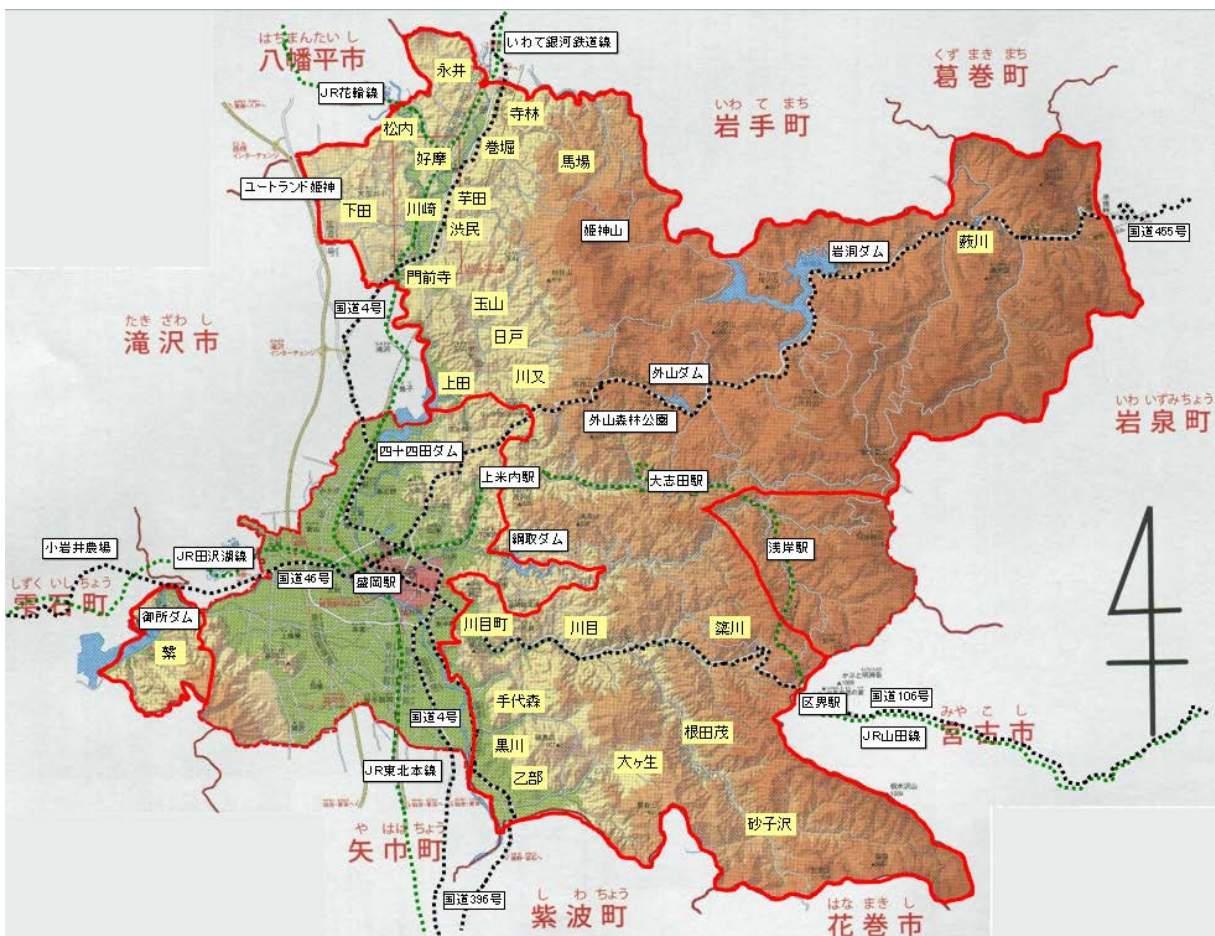 はちまんたい し
八幡平市
いわて銀河鉄道線
くず まき まち
葛巻町
永井
JR花輪線
いわ て まち
岩手町
寺林
松内
巻堀
好摩
馬場
ユートランド姫神
芋田
下田
川崎
渋民
姫神山
薮川
国道455号
岩洞ダム
門前寺
国道4号
玉山
たき ざわ し
滝沢市
日戸
外山ダム
上田
川又
いわ いずみ ちょう
岩泉町
外山森林公園
四十四田ダム
上米内駅
大志田駅
綱取ダム
浅岸駅
小岩井農場
JR田沢湖線
国道46号
盛岡駅
しずく いし ちょう
雫石町
御所ダム
川目町
川目
簗川
繋
手代森
区界駅
国道106号
国道4号
みや こ し
宮古市
根田茂
JR山田線
黒川
大ヶ生
JR東北本線
乙部
砂子沢
や はば ちょう
矢巾町
国道396号
し わ ちょう
紫波町
はな まき し
花巻市